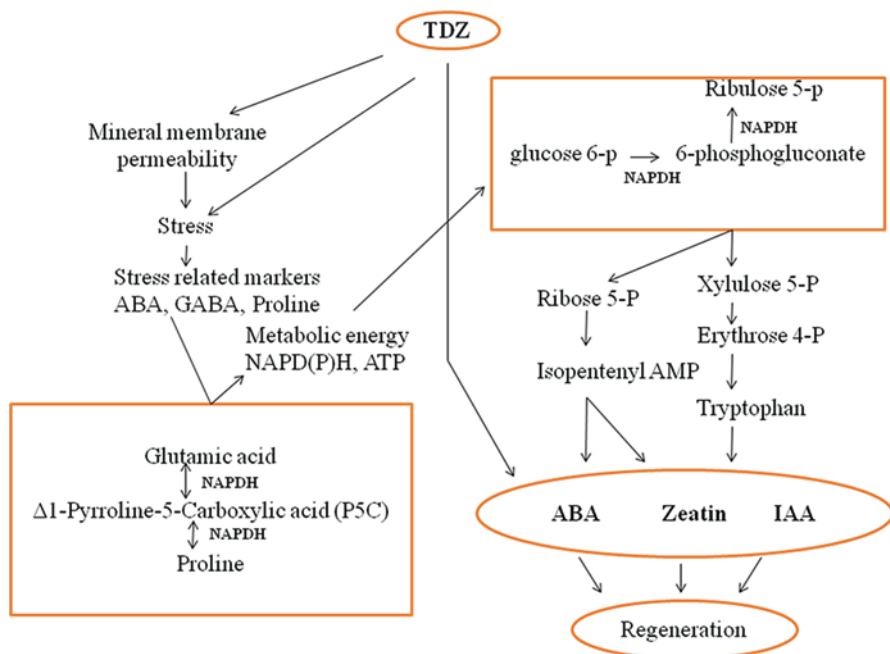 TDZ
Mineral membrane
permeability
Stress
Stress related markers
ABA, GABA, Proline
Metabolic energy
NAPD(P)H, ATP
Glutamic acid
NAPDH
Δ1-Pyrroline-5-Carboxylic acid (P5C)
NAPDH
Proline
Ribulose 5-p
NAPDH
glucose 6-p
6-phosphogluconate
NAPDH
Ribose 5-P
Isopentenyl AMP
Xylulose 5-P
Erythrose 4-P
Tryptophan
ABA Zeatin IAA
Regeneration